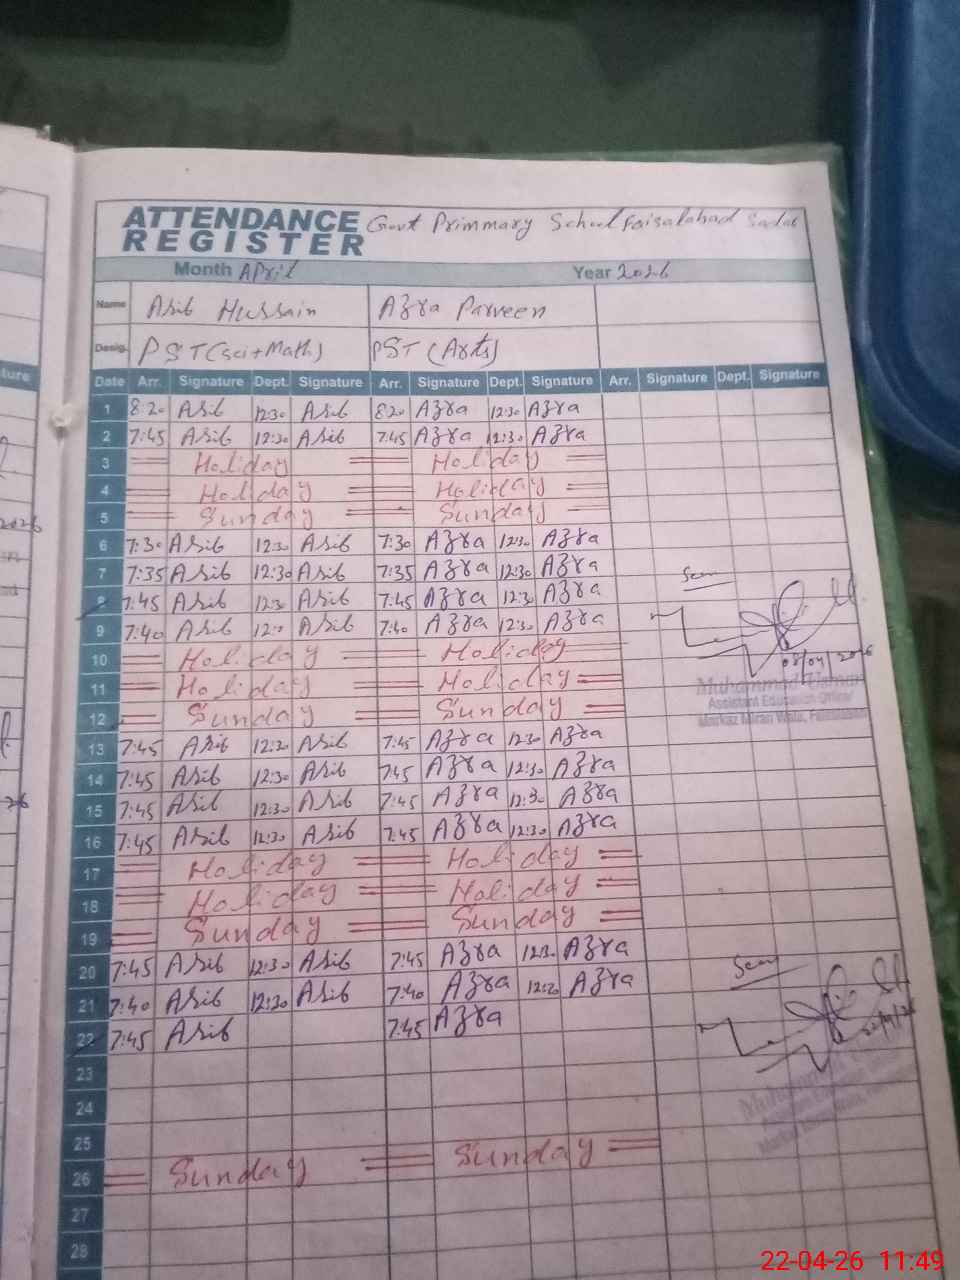 ATTENDANCE REGISTER Govt Primmary School Faisalabad Sadar
Month April Year 2026
Name Asib Hussain Azra Parveen
Desig. PST (Sci+Math) PST (Arts)
Date Arr. Signature Dept. Signature Arr. Signature Dept. Signature Arr. Signature Dept. Signature
1 8:20 Asib 12:30 Asib 8:20 Azra 12:30 Azra
2 7:45 Asib 12:30 Asib 7:45 Azra 12:30 Azra
3 Holiday Holiday
4 Holiday Holiday
5 Sunday Sunday
6 7:30 Asib 12:30 Asib 7:30 Azra 12:30 Azra
7 7:35 Asib 12:30 Asib 7:35 Azra 12:30 Azra
8 7:45 Asib 12:30 Asib 7:45 Azra 12:30 Azra
Seen
9 7:40 Asib Asib 7:40 Azra 12:30 Azra
10 Holiday Holiday
08/04/2026
11 Holiday Holiday
Muhammad Usman
Assistant Education Officer
12 Sunday Sunday
Markaz Miran Wala, Faisalabad
13 7:45 Asib 12:30 Asib 7:45 Azra 12:30 Azra
14 7:45 Asib 12:30 Asib 7:45 Azra 12:30 Azra
15 7:45 Asib 12:30 Asib 7:45 Azra 12:30 Azra
16 7:45 Asib 12:30 Asib 7:45 Azra 12:30 Azra
17 Holiday Holiday
18 Holiday Holiday
19 Sunday Sunday
20 7:45 Asib 12:30 Asib 7:45 Azra 12:30 Azra
Seen
21 7:40 Asib 12:30 Asib 7:40 Azra 12:30 Azra
22 7:45 Asib 7:45 Azra
23
24
25
26 Sunday Sunday
27
28
22-04-26 11:49